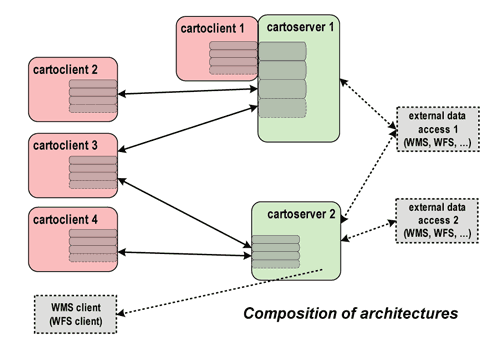 cartoclient 1
cartoserver 1
cartoclient 2
cartoclient 3
cartoclient 4
cartoserver 2
external data
access 1
(WMS, WFS, ...)
external data
access 2
(WMS, WFS, ...)
WMS client
(WFS client)
Composition of architectures